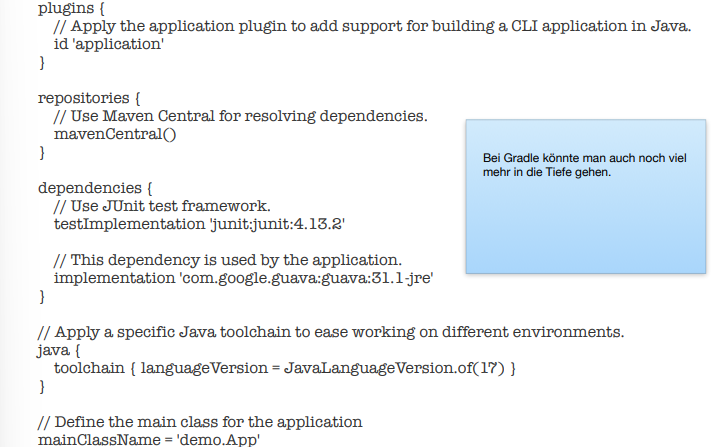 plugins {
// Apply the application plugin to add support for building a CLI application in Java.
id 'application'
}
repositories {
// Use Maven Central for resolving dependencies.
mavenCentral()
}
dependencies {
// Use JUnit test framework.
testImplementation 'junit:junit:4.13.2'
// This dependency is used by the application.
implementation 'com.google.guava:guava:31.1-jre'
}
// Apply a specific Java toolchain to ease working on different environments.
java {
toolchain { languageVersion = JavaLanguageVersion.of(17) }
}
// Define the main class for the application
mainClassName = 'demo.App'
Bei Gradle könnte man auch noch viel
mehr in die Tiefe gehen.